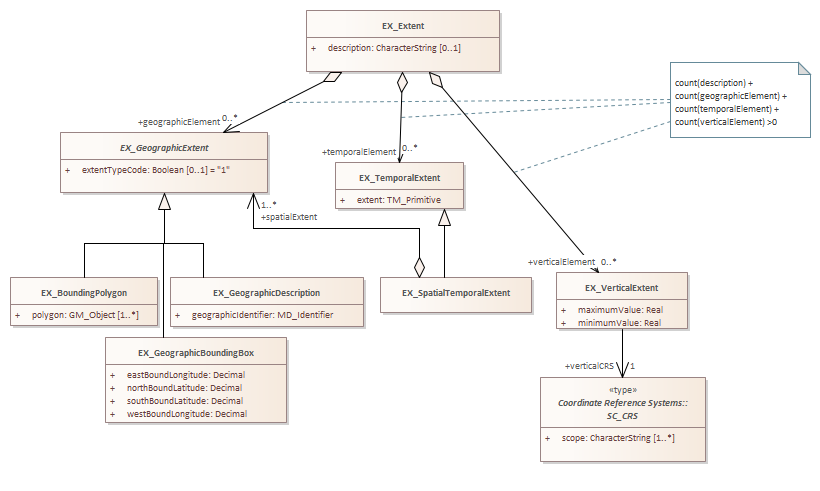 EX_Extent
+ description: CharacterString [0..1]
count(description) +
count(geographicElement) +
count(temporalElement) +
count(verticalElement) >0
+geographicElement 0..*
EX_GeographicExtent
+ extentTypeCode: Boolean [0..1] = "1"
+temporalElement 0..*
EX_TemporalExtent
+ extent: TM_Primitive
1..*
+spatialExtent
+verticalElement 0..*
EX_BoundingPolygon
+ polygon: GM_Object [1..*]
EX_GeographicDescription
+ geographicIdentifier: MD_Identifier
EX_SpatialTemporalExtent
EX_VerticalExtent
+ maximumValue: Real
+ minimumValue: Real
EX_GeographicBoundingBox
+ eastBoundLongitude: Decimal
+ northBoundLatitude: Decimal
+ southBoundLatitude: Decimal
+ westBoundLongitude: Decimal
+verticalCRS 1
«type»
Coordinate Reference Systems::
SC_CRS
+ scope: CharacterString [1..*]